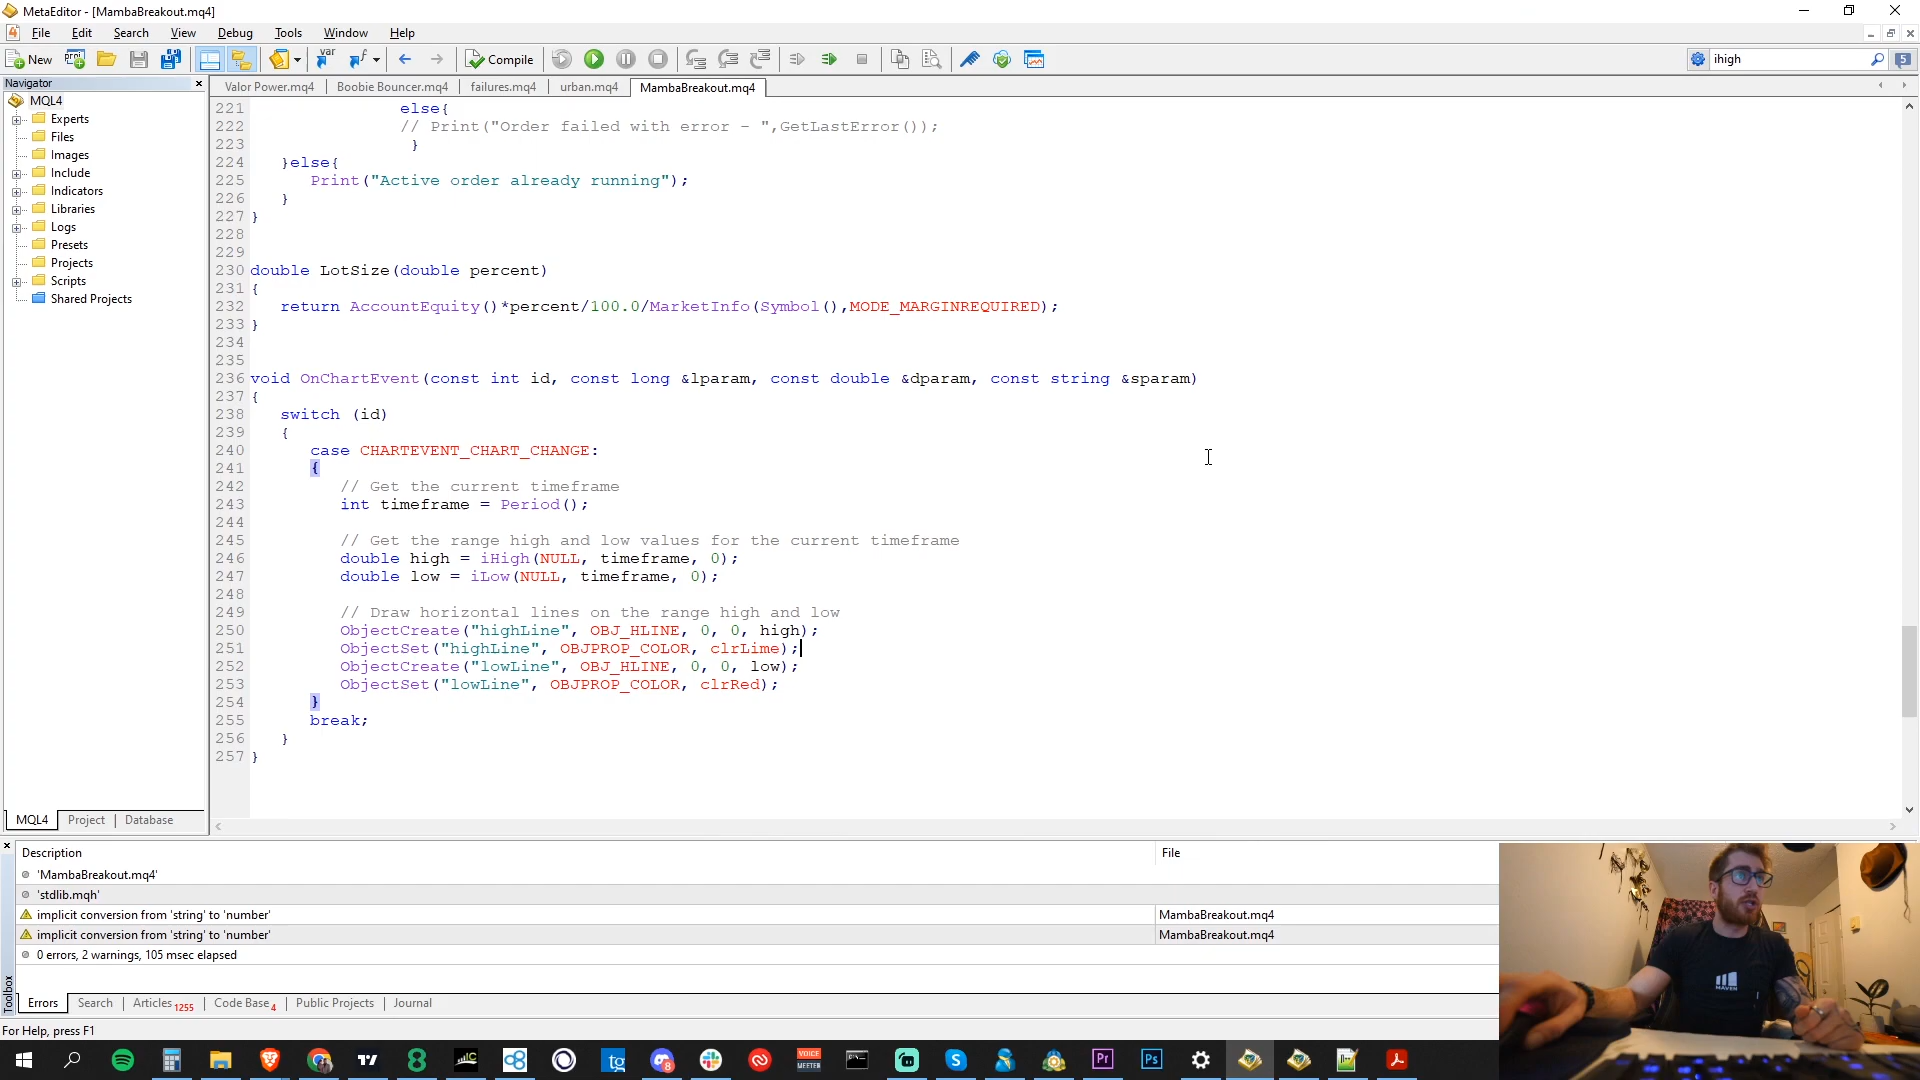 MetaEditor - [MambaBreakout.mq4]
File Edit Search View Debug Tools Window Help
New Compile ihigh 5
Navigator
MQL4
Experts
Files
Images
Include
Indicators
Libraries
Logs
Presets
Projects
Scripts
Shared Projects
MQL4 Project Database
Valor Power.mq4 Boobie Bouncer.mq4 failures.mq4 urban.mq4 MambaBreakout.mq4
221 else{
222 // Print("Order failed with error - ",GetLastError());
223 }
224 }else{
225 Print("Active order already running");
226 }
227 }
228
229
230 double LotSize(double percent)
231 {
232 return AccountEquity()*percent/100.0/MarketInfo(Symbol(),MODE_MARGINREQUIRED);
233 }
234
235
236 void OnChartEvent(const int id, const long &lparam, const double &dparam, const string &sparam)
237 {
238 switch (id)
239 {
240 case CHARTEVENT_CHART_CHANGE:
241 {
242 // Get the current timeframe
243 int timeframe = Period();
244
245 // Get the range high and low values for the current timeframe
246 double high = iHigh(NULL, timeframe, 0);
247 double low = iLow(NULL, timeframe, 0);
248
249 // Draw horizontal lines on the range high and low
250 ObjectCreate("highLine", OBJ_HLINE, 0, 0, high);
251 ObjectSet("highLine", OBJPROP_COLOR, clrLime);
252 ObjectCreate("lowLine", OBJ_HLINE, 0, 0, low);
253 ObjectSet("lowLine", OBJPROP_COLOR, clrRed);
254 }
255 break;
256 }
257 }
Description File
'MambaBreakout.mq4'
'stdlib.mqh'
implicit conversion from 'string' to 'number' MambaBreakout.mq4
implicit conversion from 'string' to 'number' MambaBreakout.mq4
0 errors, 2 warnings, 105 msec elapsed
Toolbox
Errors Search Articles 1255 Code Base 4 Public Projects Journal
For Help, press F1
MAVEN
tg
VOICE MEETER
Pr
Ps